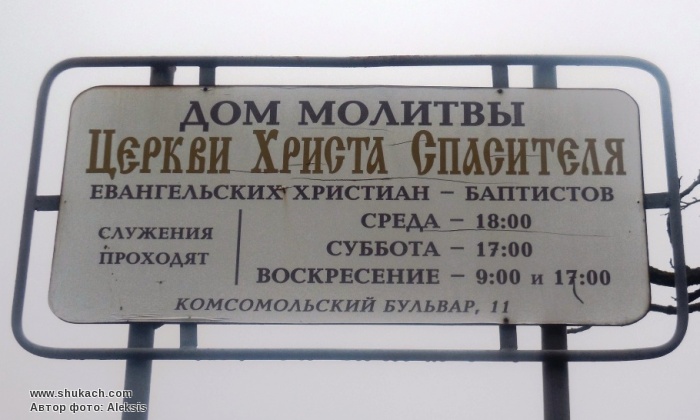 ДОМ МОЛИТВЫ
ЦЕРКВИ ХРИСТА СПАСИТЕЛЯ
ЕВАНГЕЛЬСКИХ ХРИСТИАН – БАПТИСТОВ
СЛУЖЕНИЯ
ПРОХОДЯТ
СРЕДА – 18:00
СУББОТА – 17:00
ВОСКРЕСЕНИЕ – 9:00 и 17:00
КОМСОМОЛЬСКИЙ БУЛЬВАР, 11
www.shukach.com
Автор фото: Aleksis